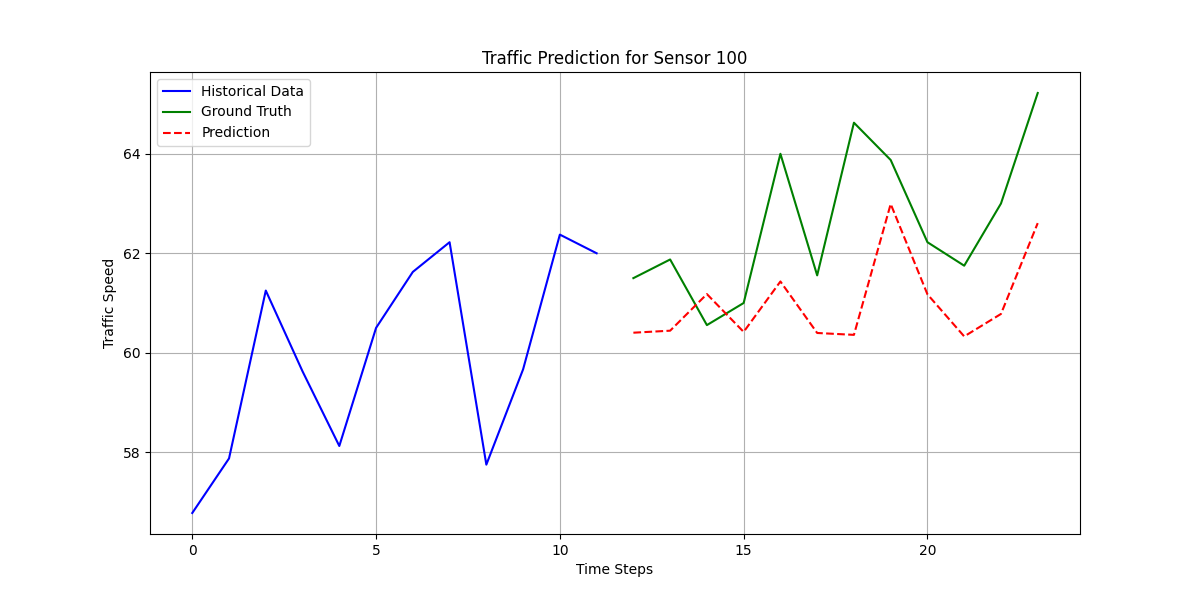 Traffic Prediction for Sensor 100
Historical Data
Ground Truth
Prediction
64
62
60
58
Traffic Speed
0 5 10 15 20
Time Steps